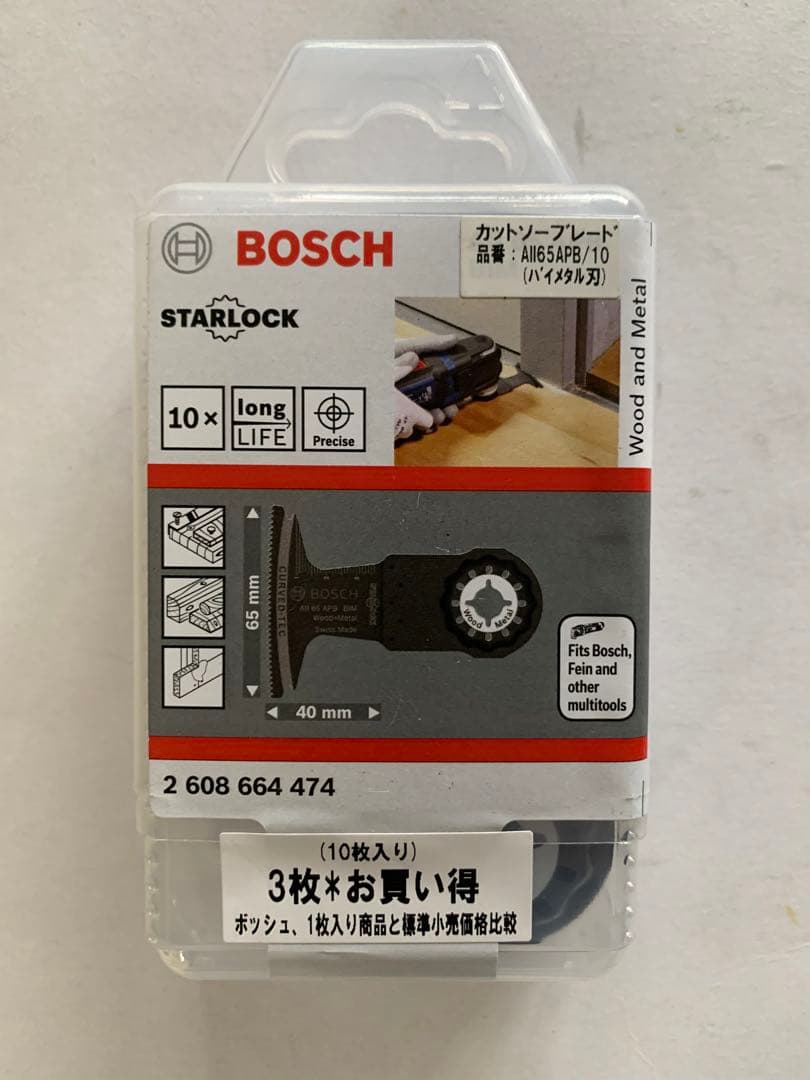 BOSCH
カットソーブレード
品番:AII65APB/10
(バイメタル刃)
STARLOCK
10×
long
LIFE
Precise
Wood and Metal
65 mm
CURVED-TEC
BOSCH
AII 65 APB BIM
Wood+Metal
Swiss Made
Wood Metal
40 mm
Fits Bosch,
Fein and
other
multitools
2 608 664 474
(10枚入り)
3枚*お買い得
ボッシュ、1枚入り商品と標準小売価格比較